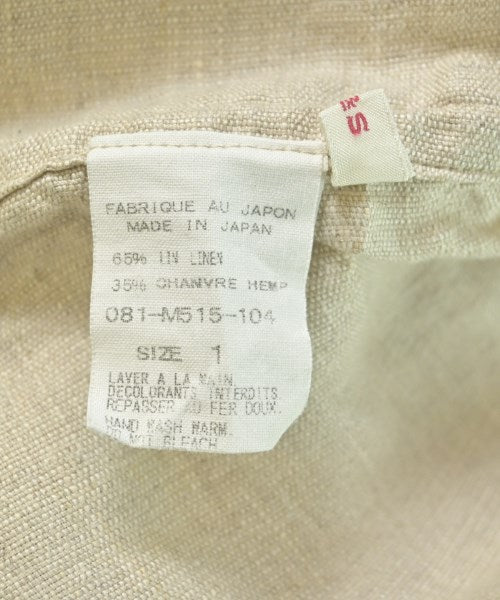 FABRIQUE AU JAPON
MADE IN JAPAN
65% LIN LINEN
35% CHANVRE HEMP
081-M515-104
SIZE 1
LAVER A LA MAIN.
DECOLORANTS INTERDITS.
REPASSER AU FER DOUX.
HAND WASH WARM.
DO NOT BLEACH
S